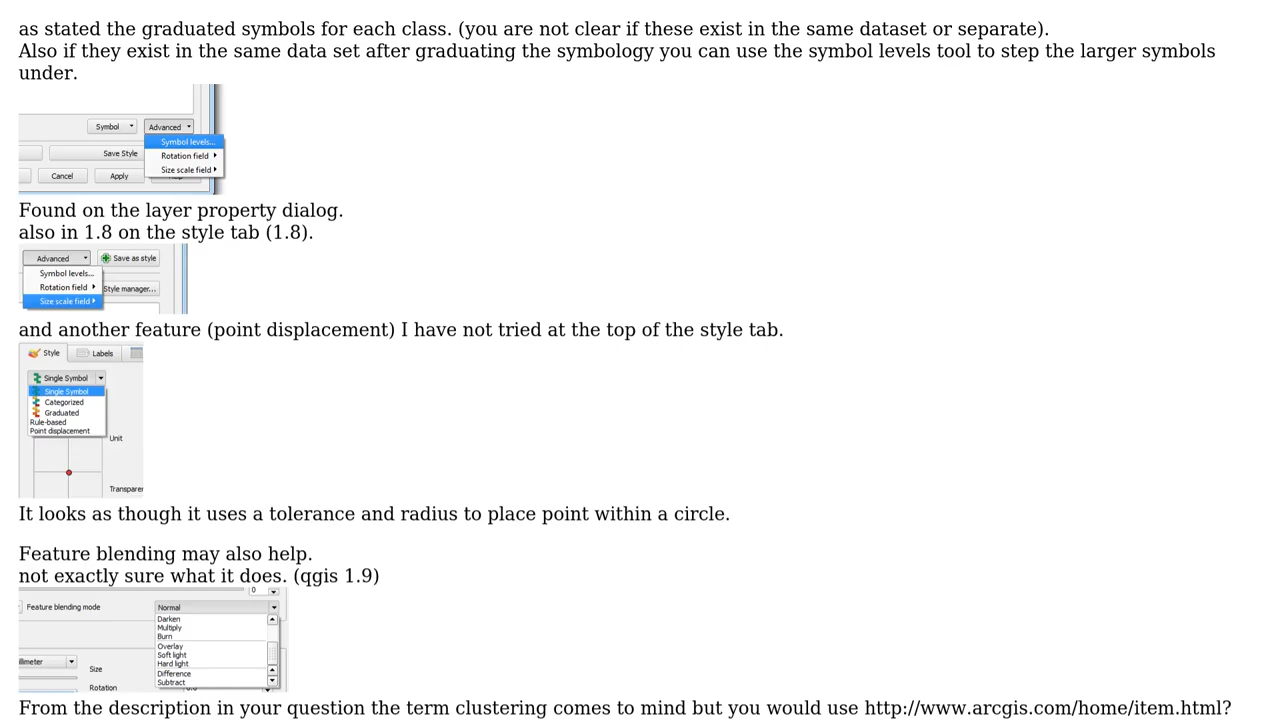 as stated the graduated symbols for each class. (you are not clear if these exist in the same dataset or separate).
Also if they exist in the same data set after graduating the symbology you can use the symbol levels tool to step the larger symbols
under.
Symbol Advanced
Symbol levels...
Save Style Rotation field
Size scale field
Cancel Apply
Found on the layer property dialog.
also in 1.8 on the style tab (1.8).
Advanced Save as style
Symbol levels...
Rotation field Style manager...
Size scale field
and another feature (point displacement) I have not tried at the top of the style tab.
Style Labels
Single Symbol
Single Symbol
Categorized
Graduated
Rule-based
Point displacement
Unit
Transparen
It looks as though it uses a tolerance and radius to place point within a circle.
Feature blending may also help.
not exactly sure what it does. (qgis 1.9)
0
Feature blending mode Normal
Darken
Multiply
Burn
Overlay
Soft light
llimeter Hard light
Size Difference
Subtract
Rotation
From the description in your question the term clustering comes to mind but you would use http://www.arcgis.com/home/item.html?